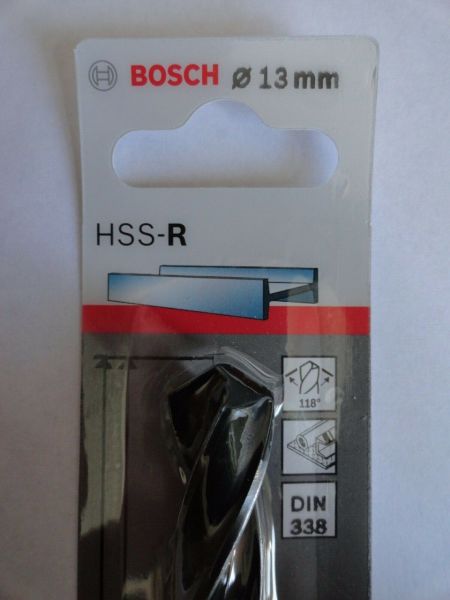 BOSCH ø 13 mm
HSS-R
118°
DIN
338